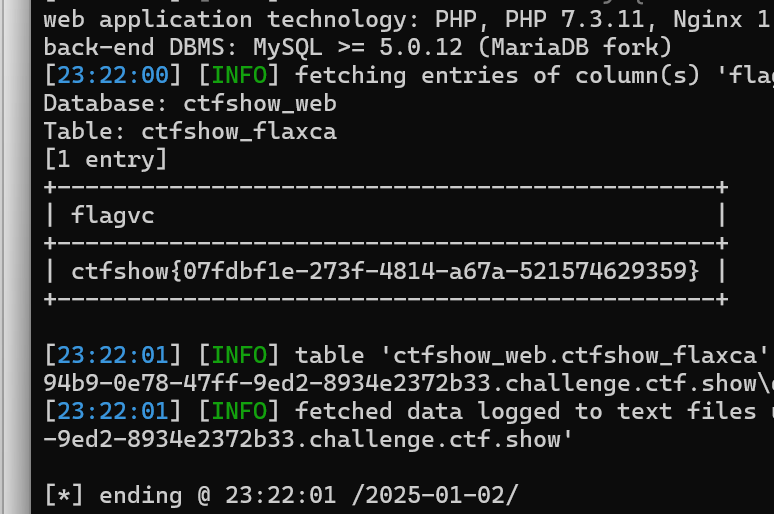 web application technology: PHP, PHP 7.3.11, Nginx 1
back-end DBMS: MySQL >= 5.0.12 (MariaDB fork)
[23:22:00] [INFO] fetching entries of column(s) 'flag
Database: ctfshow_web
Table: ctfshow_flaxca
[1 entry]
+-----------------------------------------------+
| flagvc                                        |
+-----------------------------------------------+
| ctfshow{07fdbf1e-273f-4814-a67a-521574629359} |
+-----------------------------------------------+
[23:22:01] [INFO] table 'ctfshow_web.ctfshow_flaxca'
94b9-0e78-47ff-9ed2-8934e2372b33.challenge.ctf.show\
[23:22:01] [INFO] fetched data logged to text files
-9ed2-8934e2372b33.challenge.ctf.show'
[*] ending @ 23:22:01 /2025-01-02/